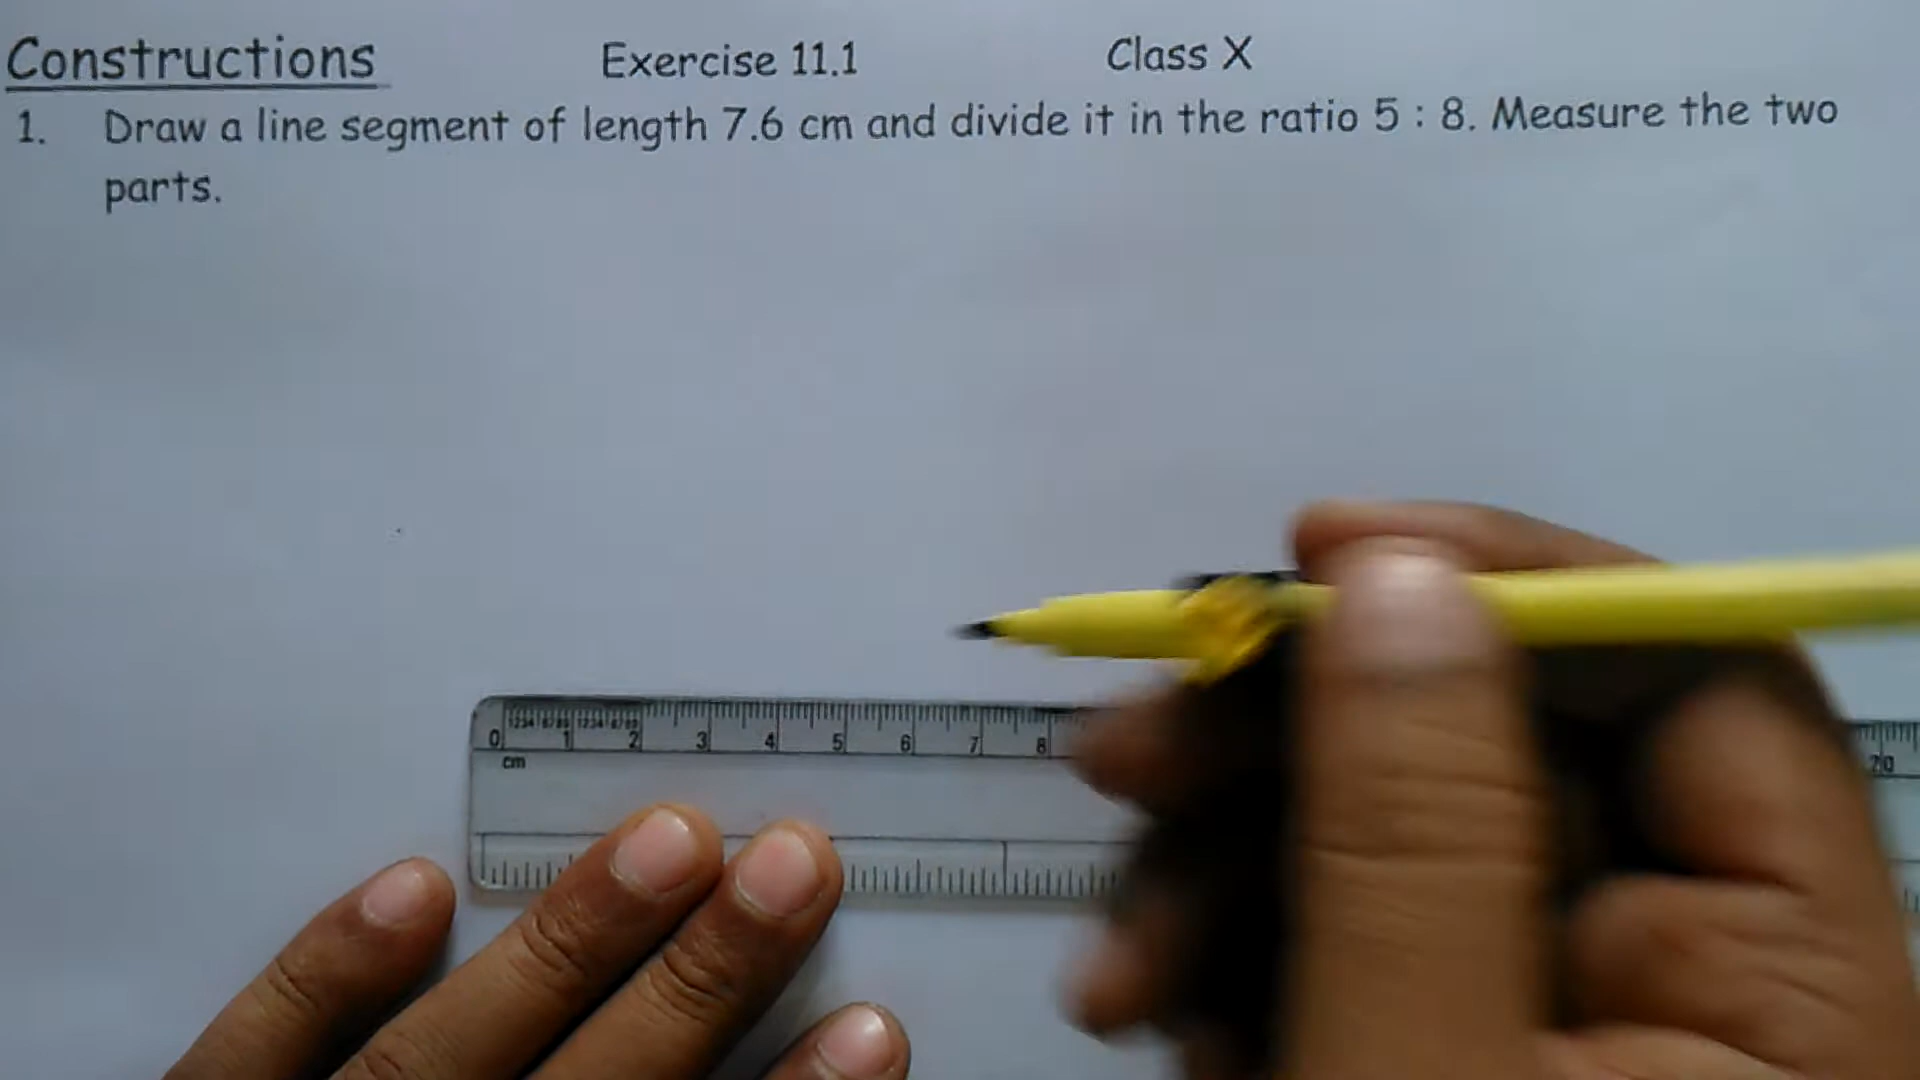 Constructions Exercise 11.1 Class X
1. Draw a line segment of length 7.6 cm and divide it in the ratio 5 : 8. Measure the two
parts.
0 1 2 3 4 5 6 7 8 20
cm